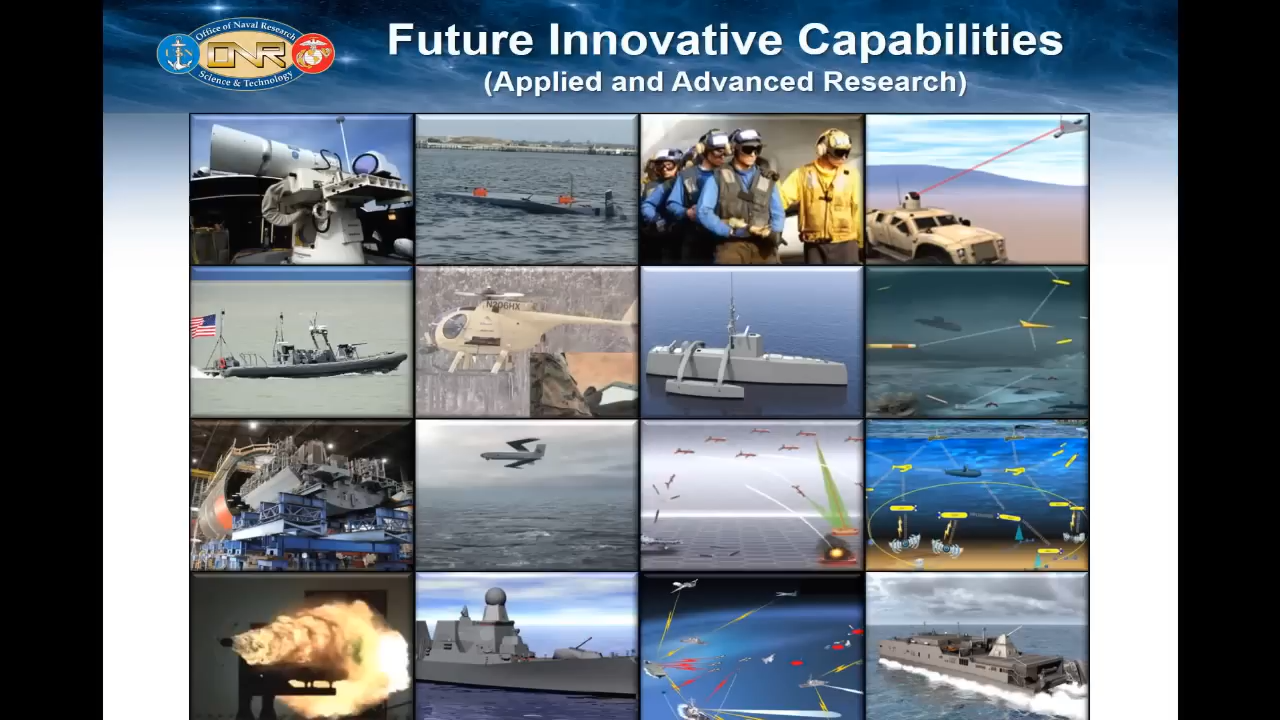 Office of Naval Research
ONR
Science & Technology
Future Innovative Capabilities
(Applied and Advanced Research)
N206HX